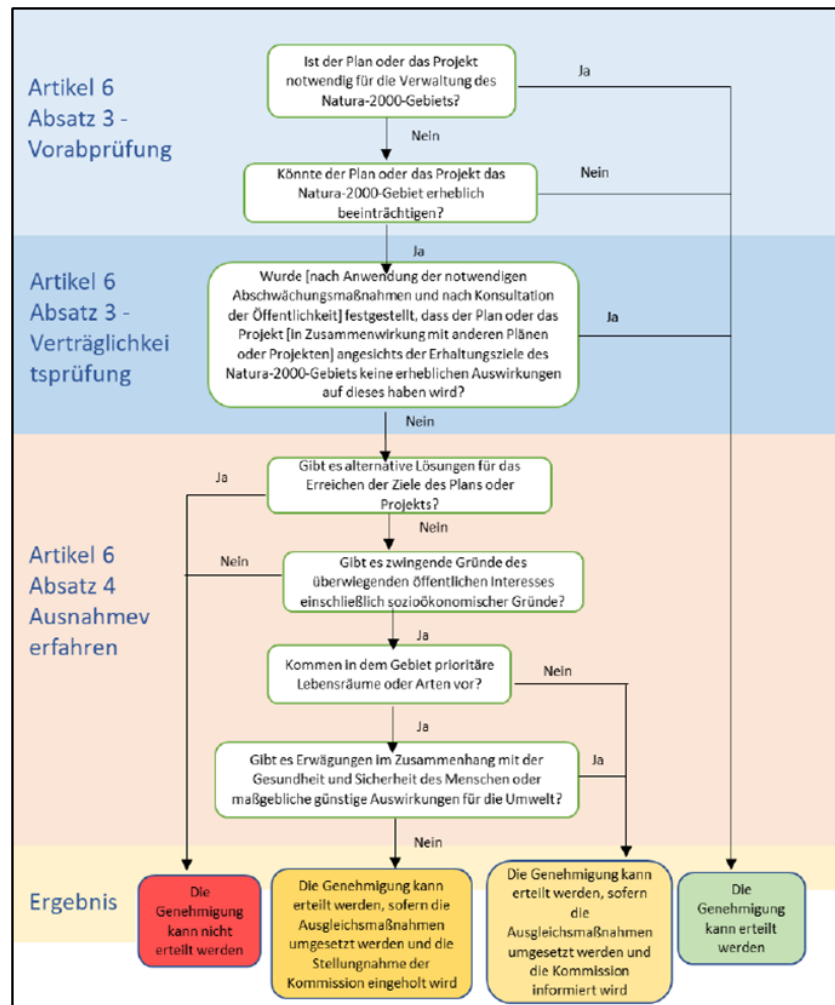 Artikel 6
Absatz 3 -
Vorabprüfung
Ist der Plan oder das Projekt
notwendig für die Verwaltung des
Natura-2000-Gebiets?
Ja
Nein
Könnte der Plan oder das Projekt das
Natura-2000-Gebiet erheblich
beeinträchtigen?
Nein
Ja
Artikel 6
Absatz 3 -
Verträglichkei
tsprüfung
Wurde [nach Anwendung der notwendigen
Abschwächungsmaßnahmen und nach Konsultation
der Öffentlichkeit] festgestellt, dass der Plan oder das
Projekt [in Zusammenwirkung mit anderen Plänen
oder Projekten] angesichts der Erhaltungsziele des
Natura-2000-Gebiets keine erheblichen Auswirkungen
auf dieses haben wird?
Ja
Nein
Artikel 6
Absatz 4
Ausnahmev
erfahren
Gibt es alternative Lösungen für das
Erreichen der Ziele des Plans oder
Projekts?
Ja
Nein
Gibt es zwingende Gründe des
überwiegenden öffentlichen Interesses
einschließlich sozioökonomischer Gründe?
Nein
Ja
Kommen in dem Gebiet prioritäre
Lebensräume oder Arten vor?
Nein
Ja
Gibt es Erwägungen im Zusammenhang mit der
Gesundheit und Sicherheit des Menschen oder
maßgebliche günstige Auswirkungen für die Umwelt?
Ja
Nein
Ergebnis
Die
Genehmigung
kann nicht
erteilt werden
Die Genehmigung kann
erteilt werden, sofern die
Ausgleichsmaßnahmen
umgesetzt werden und die
Stellungnahme der
Kommission eingeholt wird
Die Genehmigung kann
erteilt werden, sofern
die
Ausgleichsmaßnahmen
umgesetzt werden und
die Kommission
informiert wird
Die
Genehmigung
kann erteilt
werden